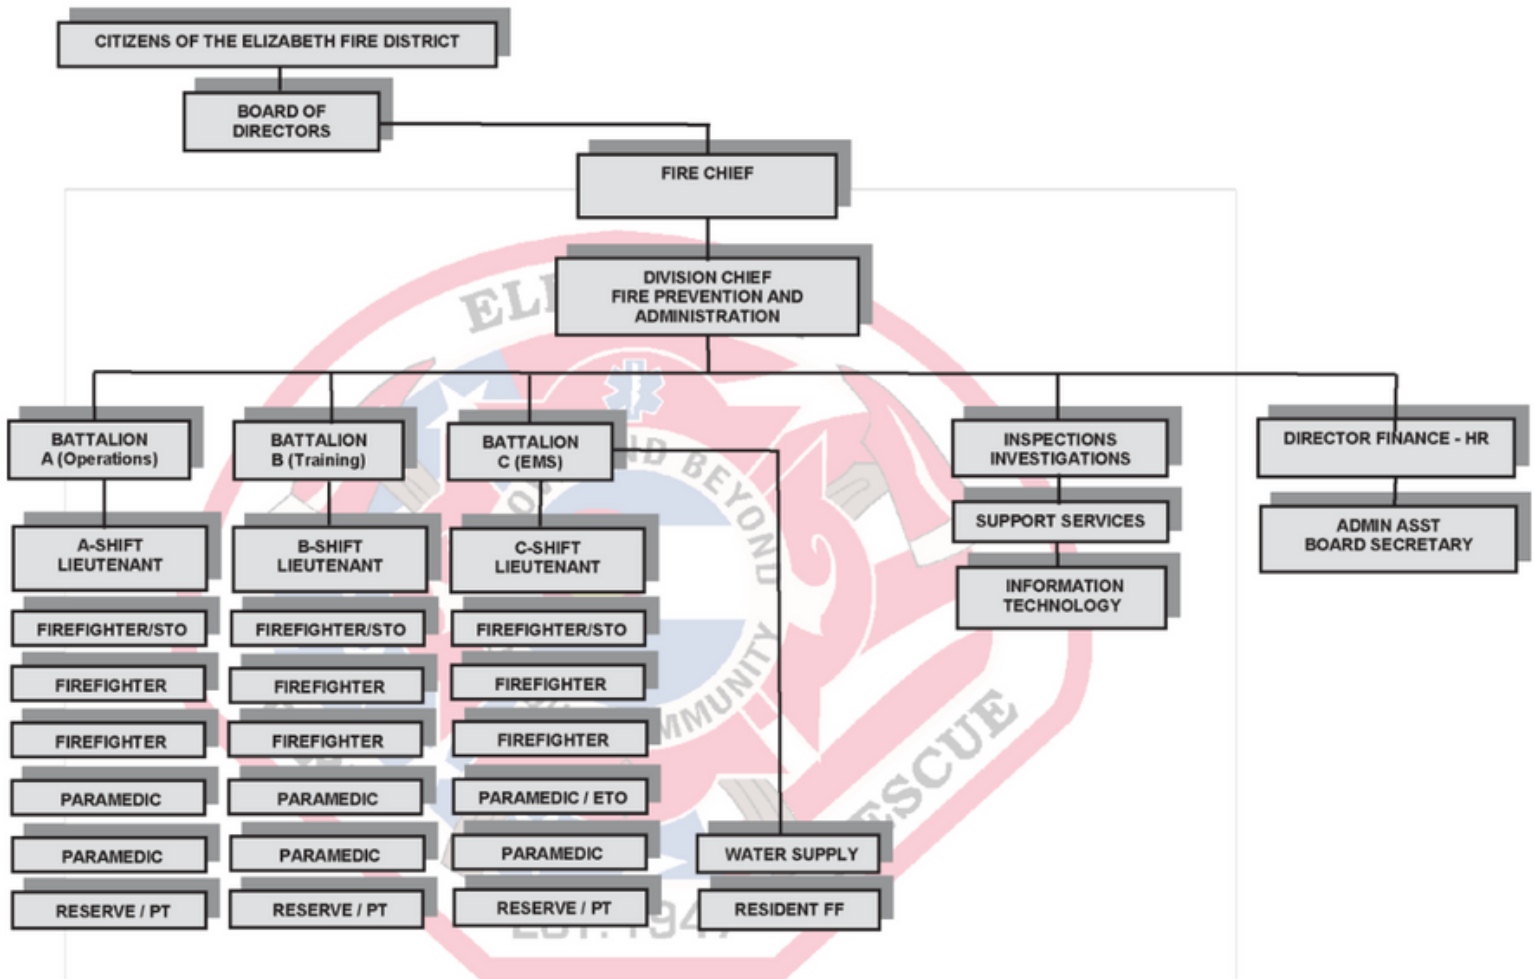 CITIZENS OF THE ELIZABETH FIRE DISTRICT
BOARD OF
DIRECTORS
FIRE CHIEF
DIVISION CHIEF
FIRE PREVENTION AND
ADMINISTRATION
BATTALION
A (Operations)
BATTALION
B (Training)
BATTALION
C (EMS)
INSPECTIONS
INVESTIGATIONS
DIRECTOR FINANCE - HR
SUPPORT SERVICES
ADMIN ASST
BOARD SECRETARY
INFORMATION
TECHNOLOGY
A-SHIFT
LIEUTENANT
B-SHIFT
LIEUTENANT
C-SHIFT
LIEUTENANT
FIREFIGHTER/STO
FIREFIGHTER/STO
FIREFIGHTER/STO
FIREFIGHTER
FIREFIGHTER
FIREFIGHTER
FIREFIGHTER
FIREFIGHTER
FIREFIGHTER
PARAMEDIC
PARAMEDIC
PARAMEDIC / ETO
PARAMEDIC
PARAMEDIC
PARAMEDIC
WATER SUPPLY
RESERVE / PT
RESERVE / PT
RESERVE / PT
RESIDENT FF
BEYOND